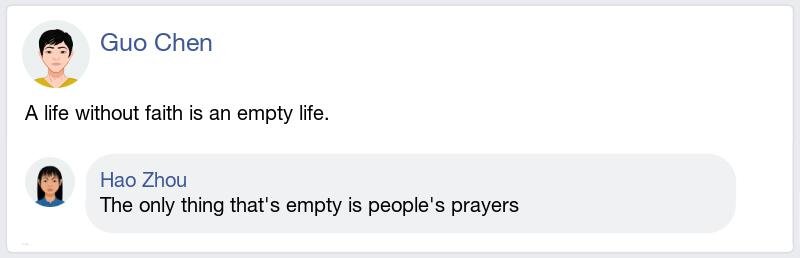 Guo Chen
A life without faith is an empty life.
Hao Zhou
The only thing that's empty is people's prayers